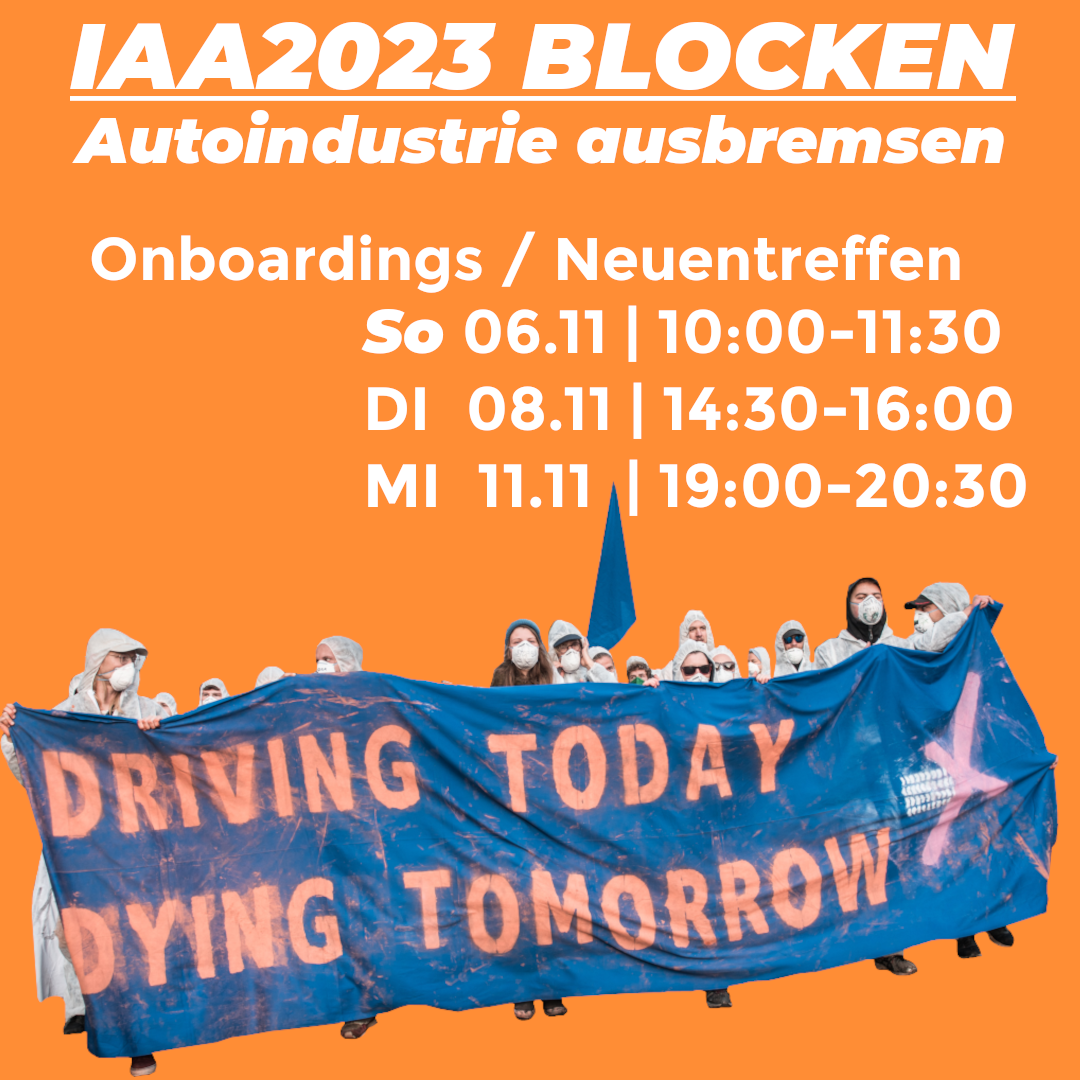 IAA2023 BLOCKEN
Autoindustrie ausbremsen
Onboardings / Neuentreffen
So 06.11 | 10:00-11:30
DI 08.11 | 14:30-16:00
MI 11.11 | 19:00-20:30
DRIVING TODAY
DYING TOMORROW